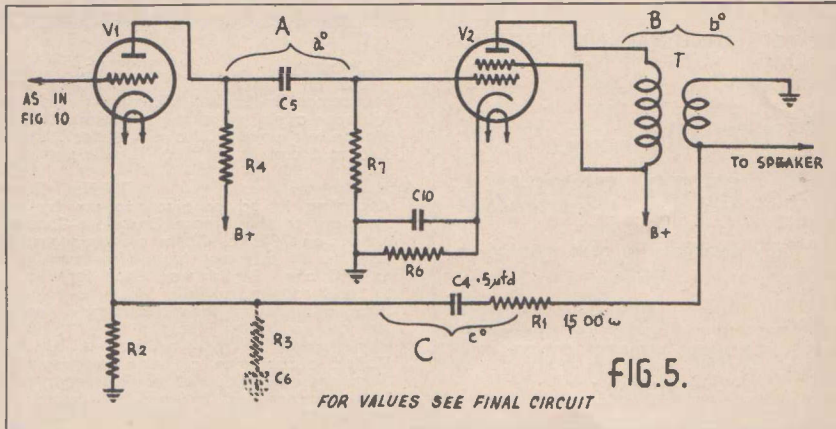 V1
A
a°
C5
AS IN
FIG 10
R4
B+
R7
V2
B
b°
T
TO SPEAKER
B+
C10
R6
C4 .5µfd
R1 1500 ω
C
c°
R2
R3
C6
FIG.5.
FOR VALUES SEE FINAL CIRCUIT